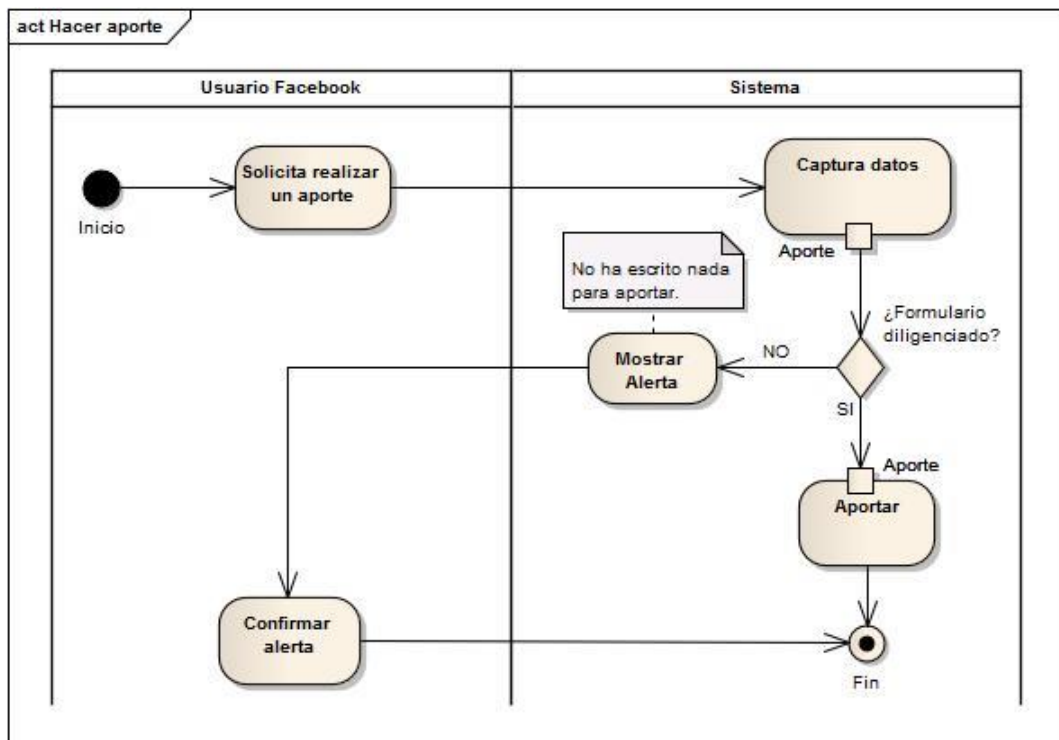 act Hacer aporte
Usuario Facebook
Sistema
Inicio
Solicita realizar
un aporte
Captura datos
Aporte
No ha escrito nada
para aportar.
¿Formulario
diligenciado?
Mostrar
Alerta
NO
SI
Aporte
Aportar
Confirmar
alerta
Fin